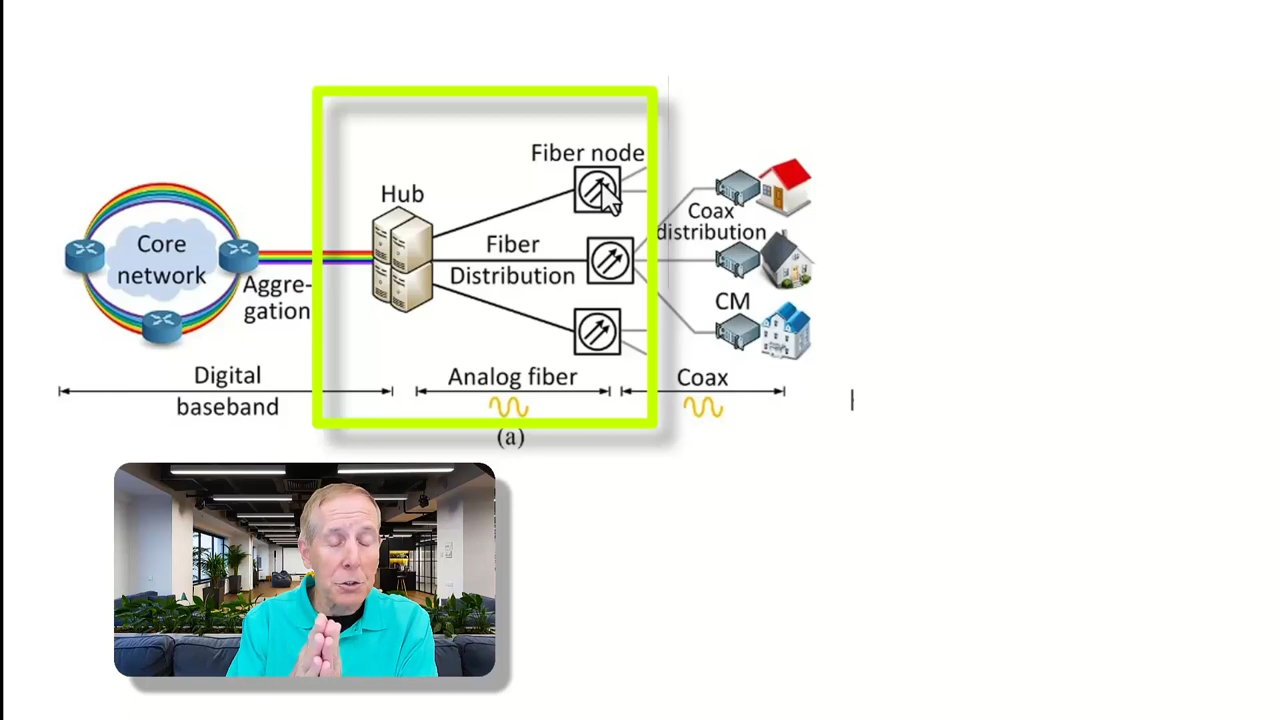 Fiber node
Hub
Core
network
Fiber
Distribution
Coax
distribution
Aggre-
gation
CM
Digital
baseband
Analog fiber
Coax
(a)